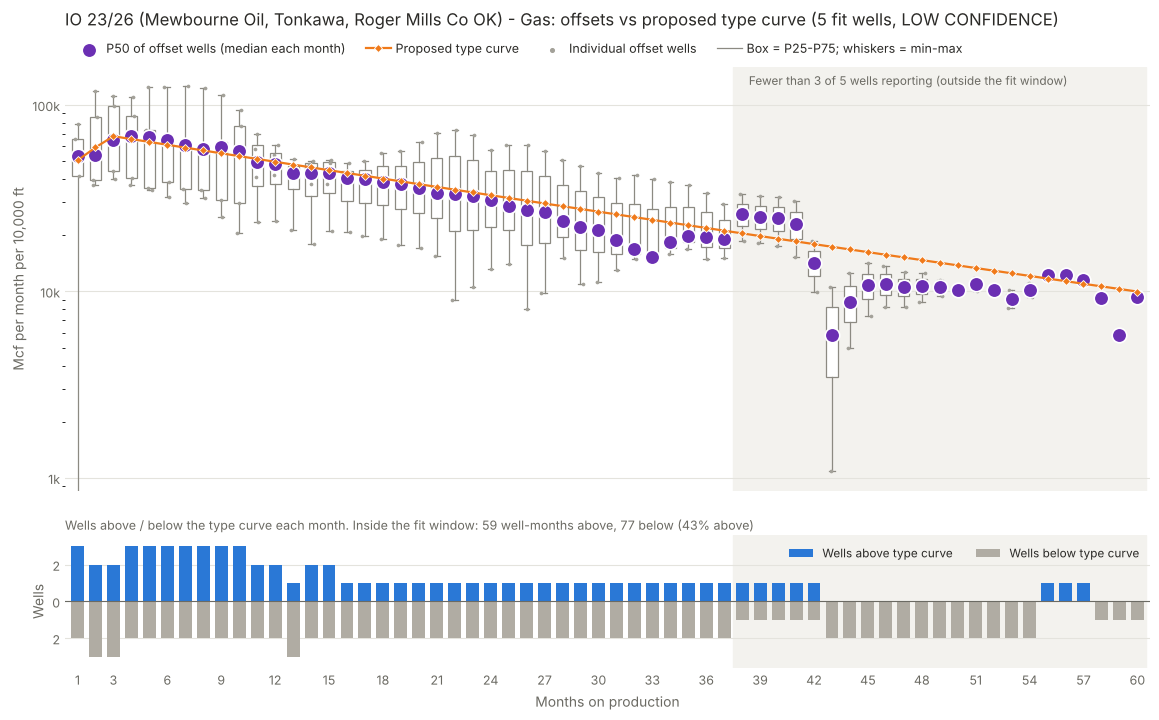 IO 23/26 (Mewbourne Oil, Tonkawa, Roger Mills Co OK) - Gas: offsets vs proposed type curve (5 fit wells, LOW CONFIDENCE)
P50 of offset wells (median each month) Proposed type curve Individual offset wells Box = P25-P75; whiskers = min-max
Fewer than 3 of 5 wells reporting (outside the fit window)
100k
10k
1k
Mcf per month per 10,000 ft
Wells above / below the type curve each month. Inside the fit window: 59 well-months above, 77 below (43% above)
Wells above type curve Wells below type curve
2
0
2
Wells
1 3 6 9 12 15 18 21 24 27 30 33 36 39 42 45 48 51 54 57 60
Months on production